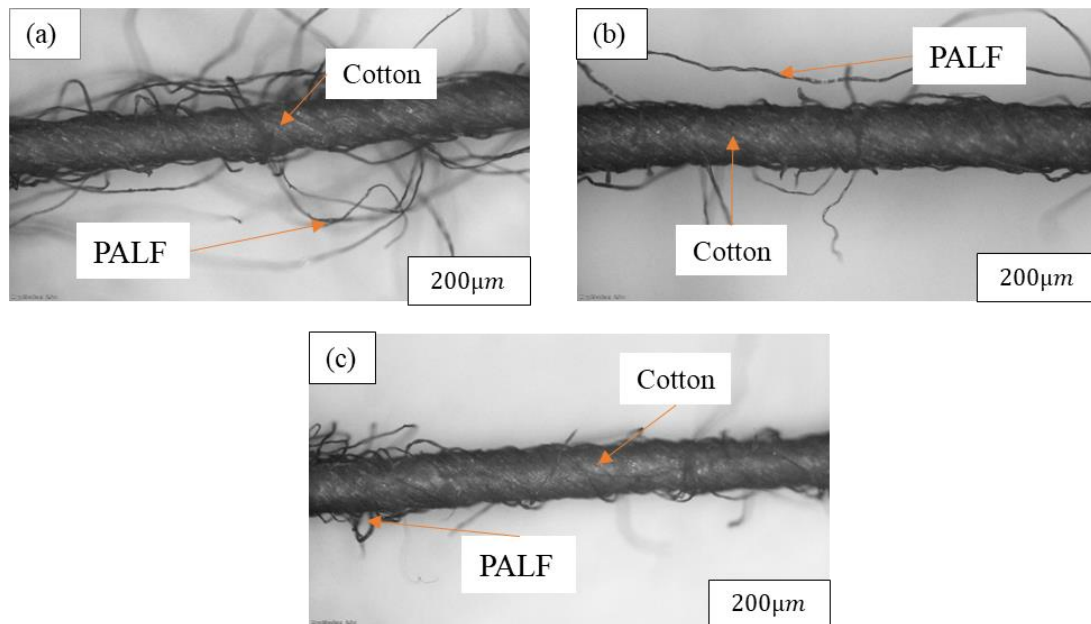 (a)
Cotton
PALF
200μm
(b)
PALF
Cotton
200μm
(c)
Cotton
PALF
200μm